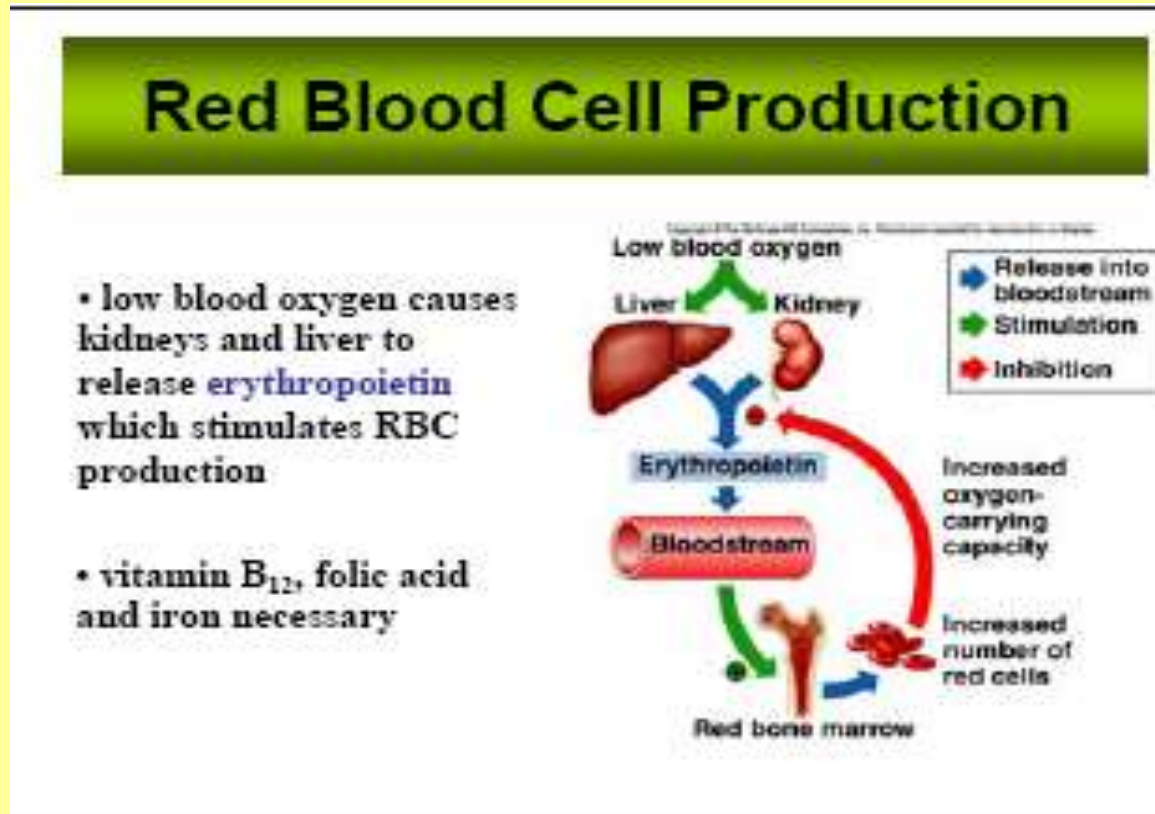 Red Blood Cell Production
• low blood oxygen causes
kidneys and liver to
release erythropoietin
which stimulates RBC
production
• vitamin B₁₂, folic acid
and iron necessary
Low blood oxygen
Liver
Kidney
Erythropoietin
Bloodstream
Red bone marrow
Release into
bloodstream
Stimulation
Inhibition
Increased
oxygen-
carrying
capacity
Increased
number of
red cells